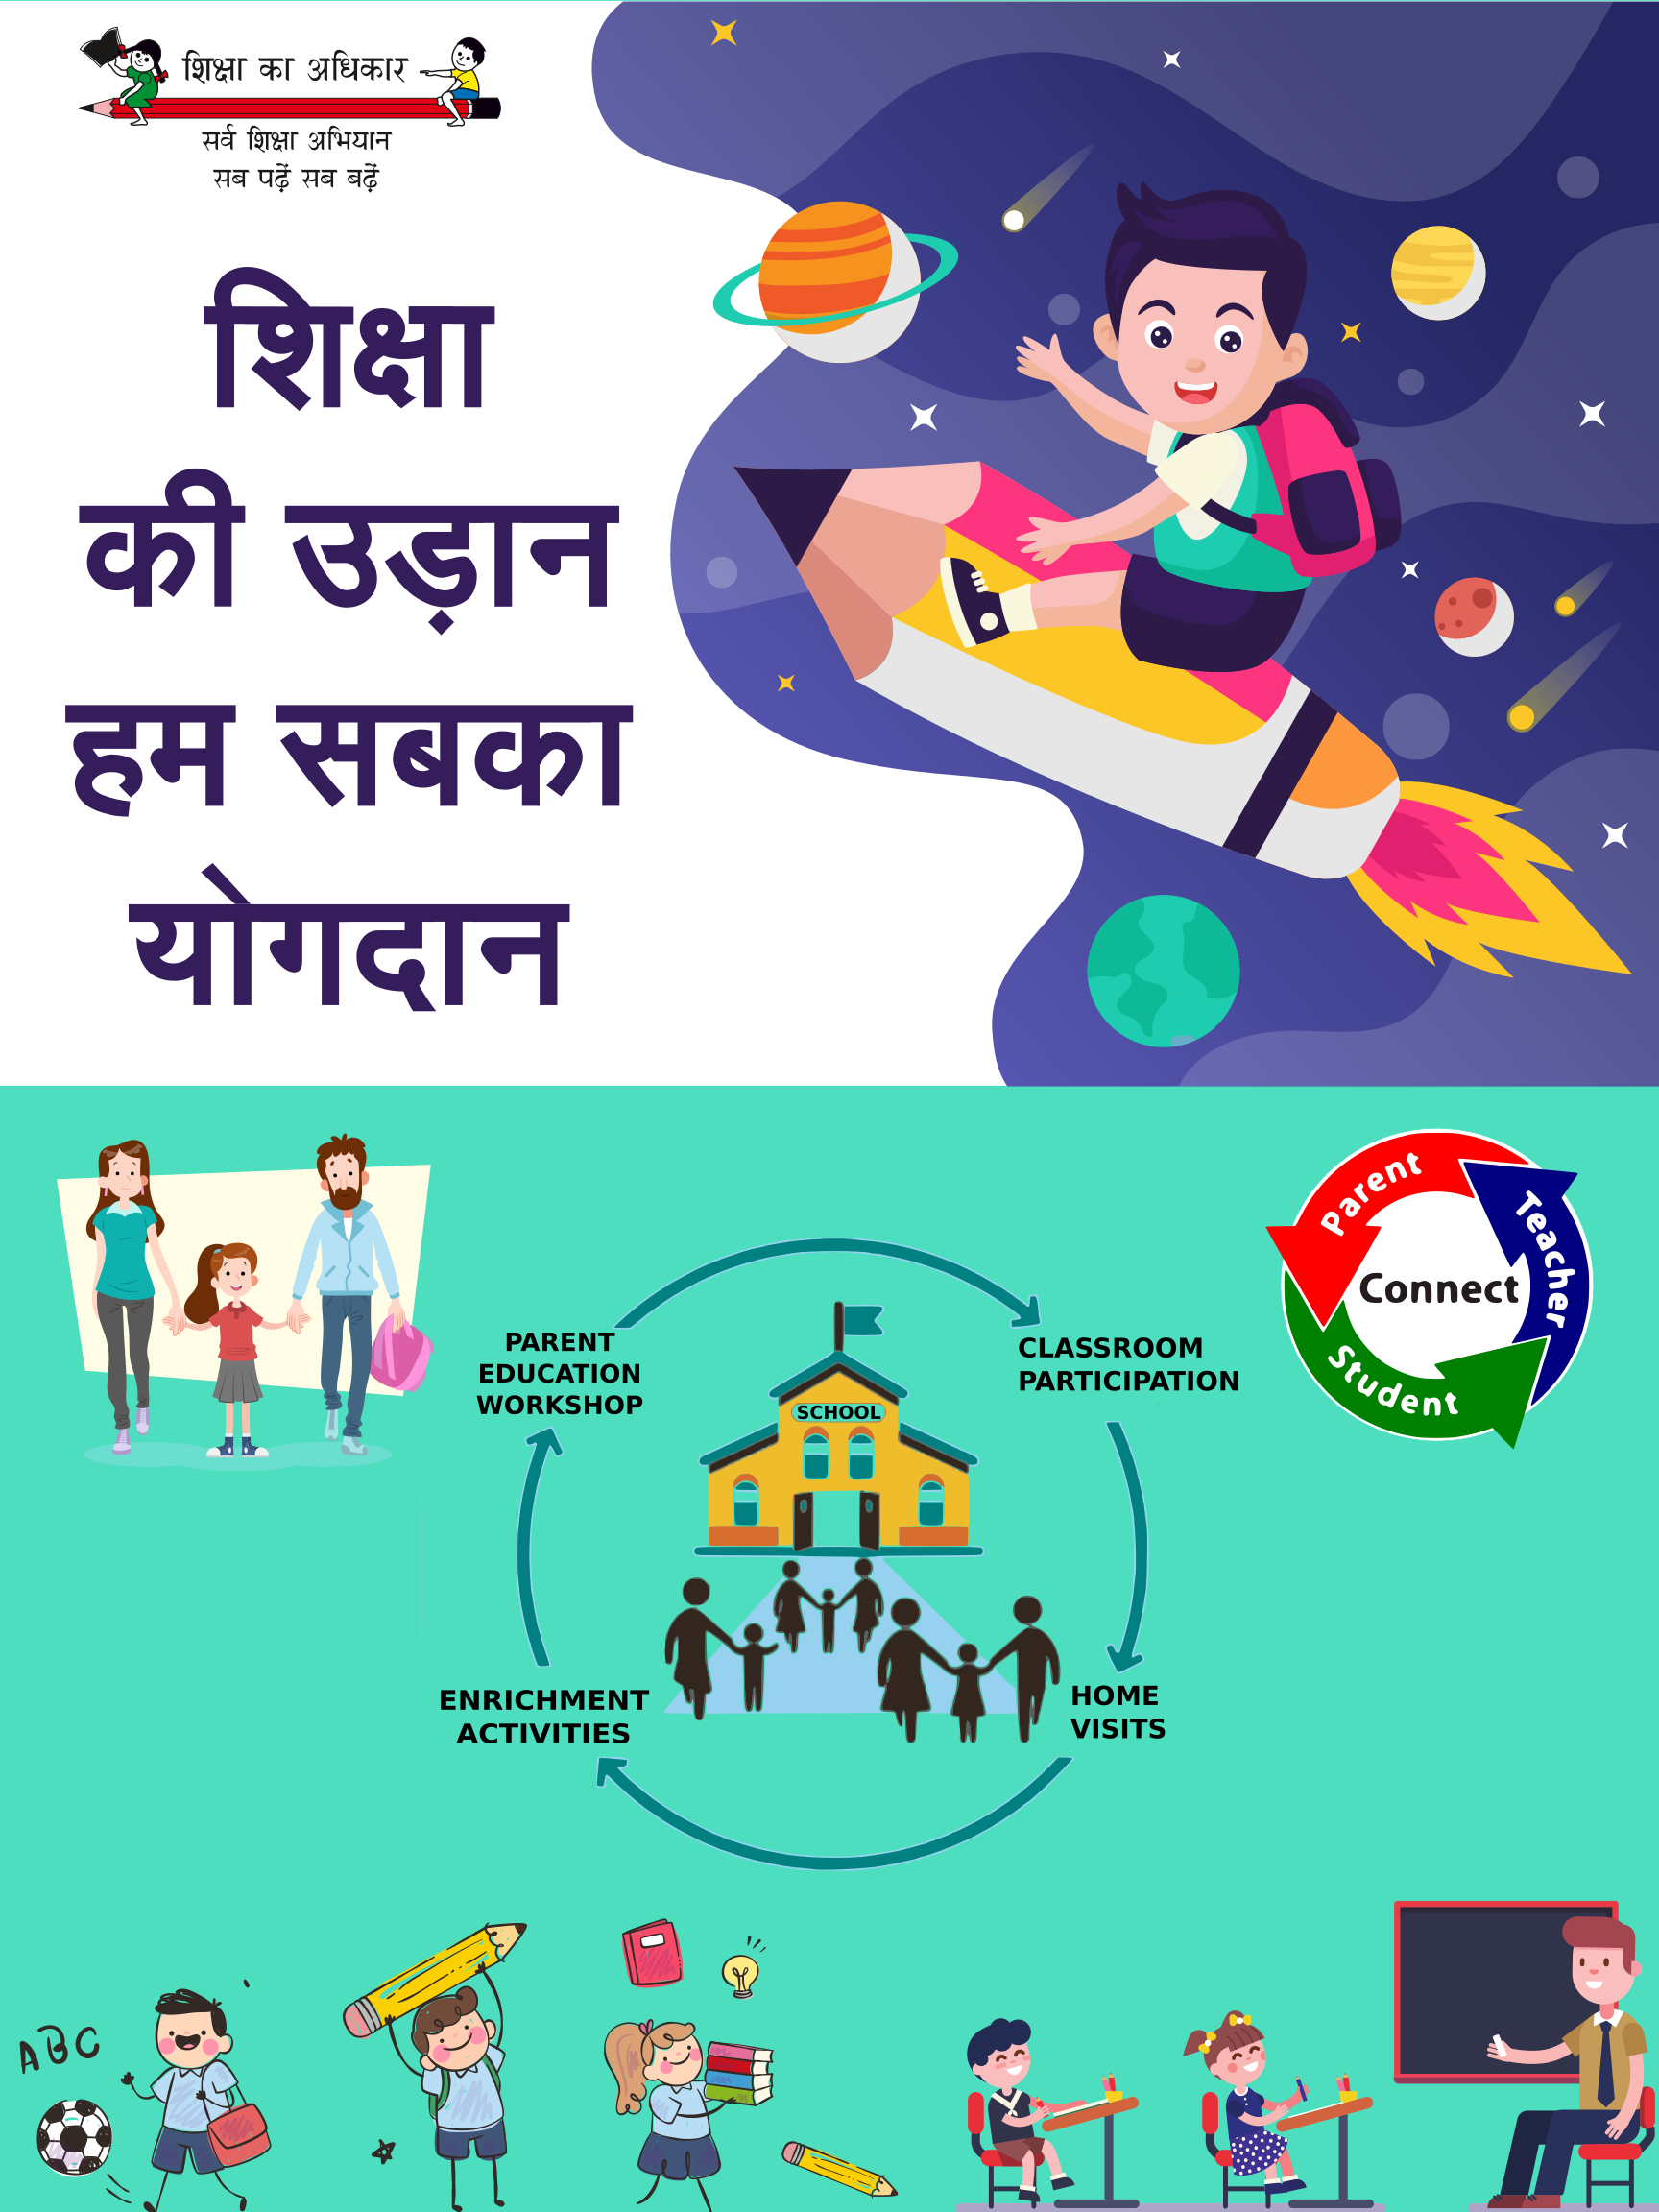 शिक्षा का अधिकार
सर्व शिक्षा अभियान
सब पढ़ें सब बढ़ें
शिक्षा
की उड़ान
हम सबका
योगदान
Parent
Teacher
Connect
Student
PARENT
EDUCATION
WORKSHOP
CLASSROOM
PARTICIPATION
SCHOOL
ENRICHMENT
ACTIVITIES
HOME
VISITS
ABC